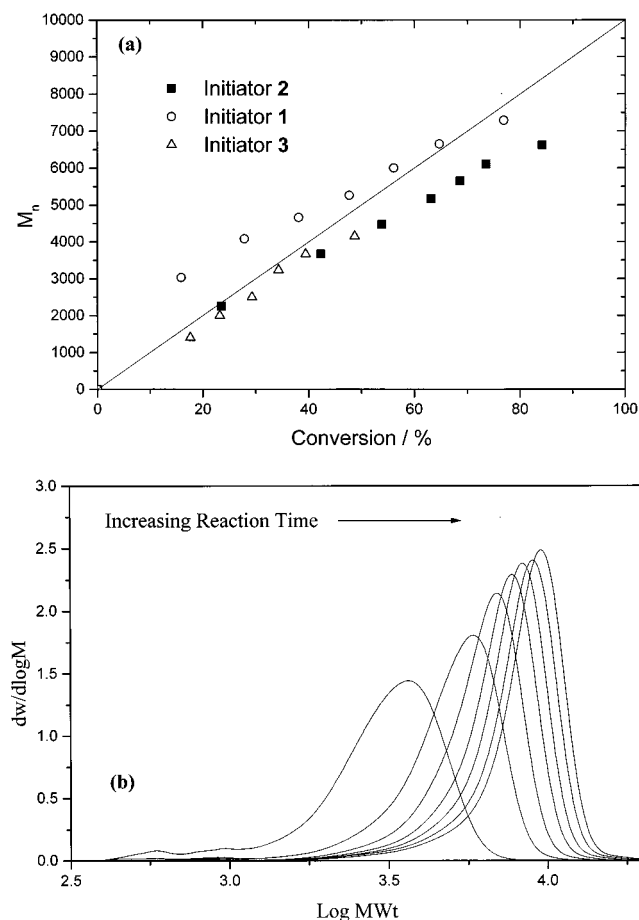 (a)
Initiator 2
Initiator 1
Initiator 3
10000
9000
8000
7000
6000
5000
4000
3000
2000
1000
0
Mn
0 20 40 60 80 100
Conversion / %
3.0
2.5
2.0
1.5
1.0
0.5
0.0
dw/dlogM
Increasing Reaction Time
(b)
2.5 3.0 3.5 4.0
Log MWt